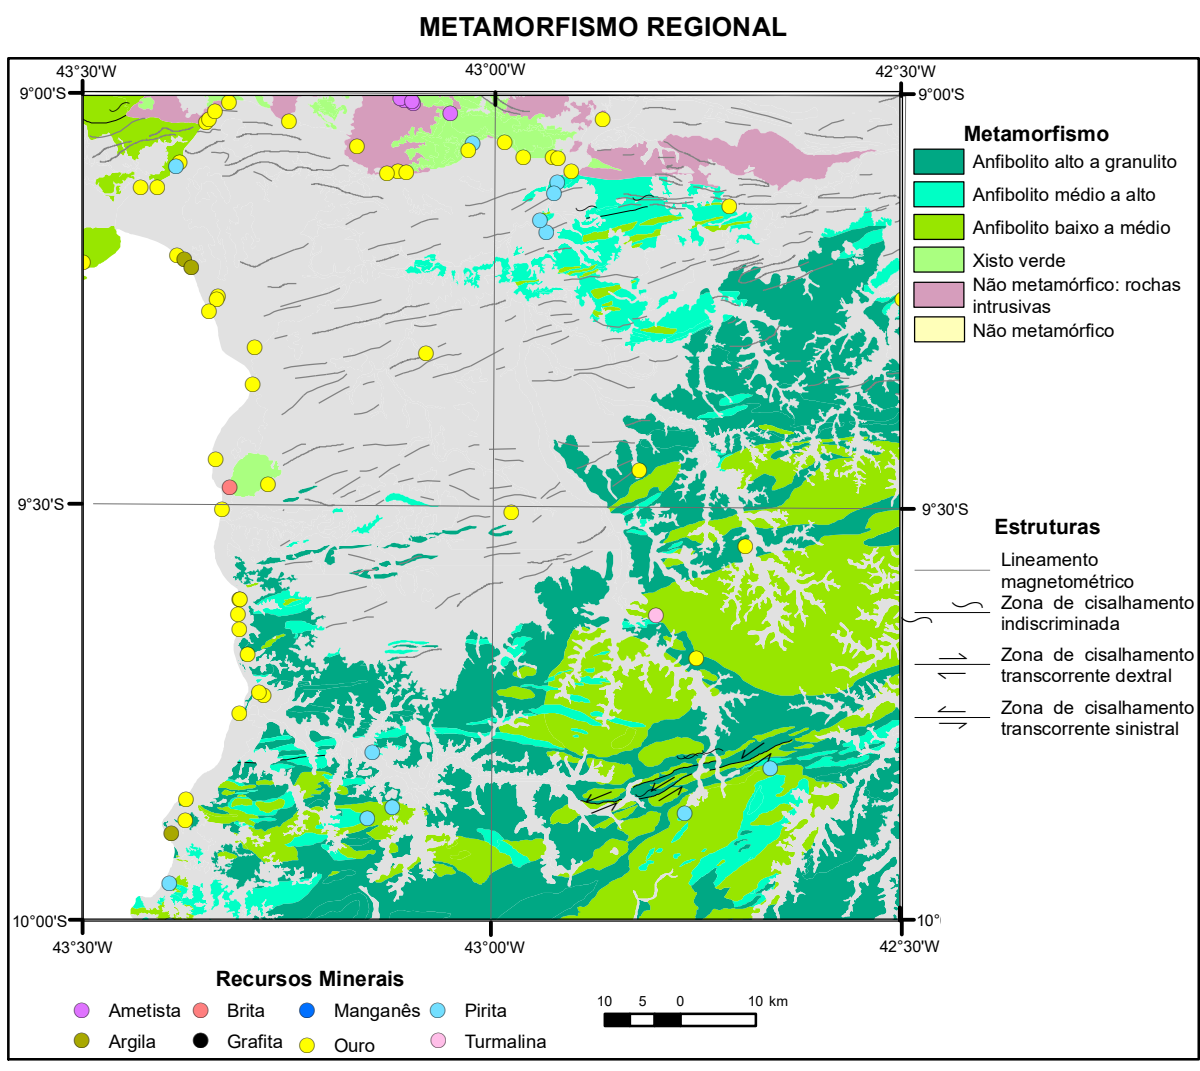 METAMORFISMO REGIONAL
43°30'W
43°00'W
42°30'W
9°00'S
9°00'S
Metamorfismo
Anfibolito alto a granulito
Anfibolito médio a alto
Anfibolito baixo a médio
Xisto verde
Não metamórfico: rochas
intrusivas
Não metamórfico
9°30'S
9°30'S
Estruturas
Lineamento
magnetométrico
Zona de cisalhamento
indiscriminada
Zona de cisalhamento
transcorrente dextral
Zona de cisalhamento
transcorrente sinistral
10°00'S
10°
43°30'W
43°00'W
42°30'W
Recursos Minerais
Ametista
Brita
Manganês
Pirita
Argila
Grafita
Ouro
Turmalina
10 5 0 10 km